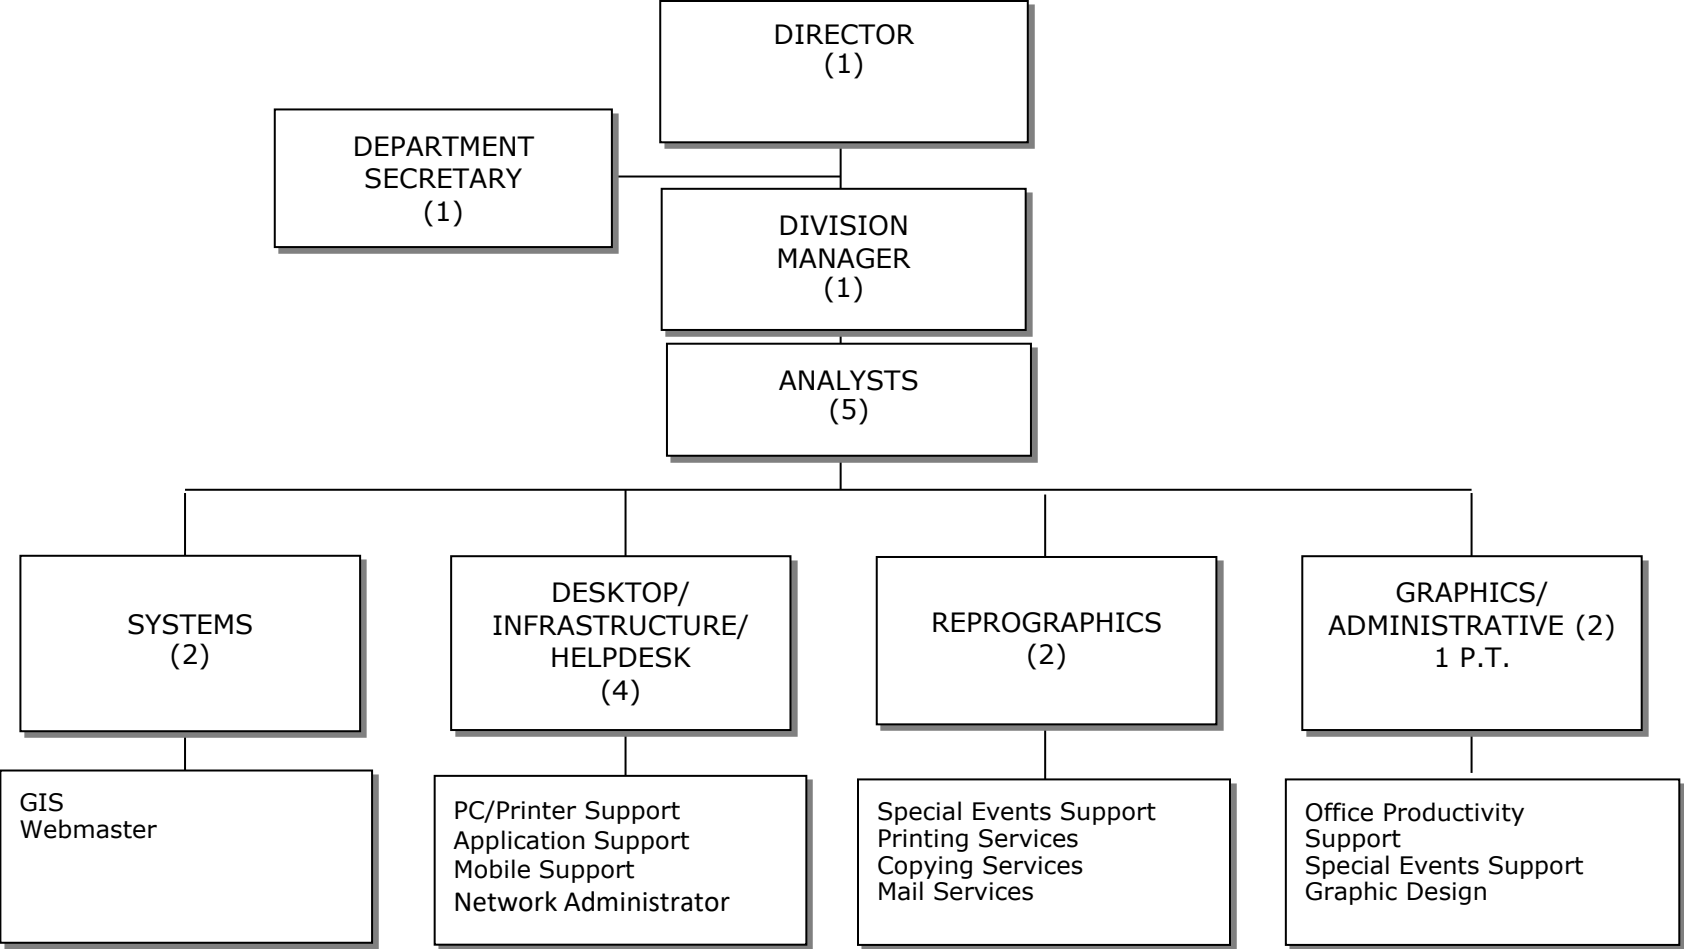 DIRECTOR
(1)
DEPARTMENT
SECRETARY
(1)
DIVISION
MANAGER
(1)
ANALYSTS
(5)
SYSTEMS
(2)
DESKTOP/
INFRASTRUCTURE/
HELPDESK
(4)
REPROGRAPHICS
(2)
GRAPHICS/
ADMINISTRATIVE (2)
1 P.T.
GIS
Webmaster
PC/Printer Support
Application Support
Mobile Support
Network Administrator
Special Events Support
Printing Services
Copying Services
Mail Services
Office Productivity
Support
Special Events Support
Graphic Design